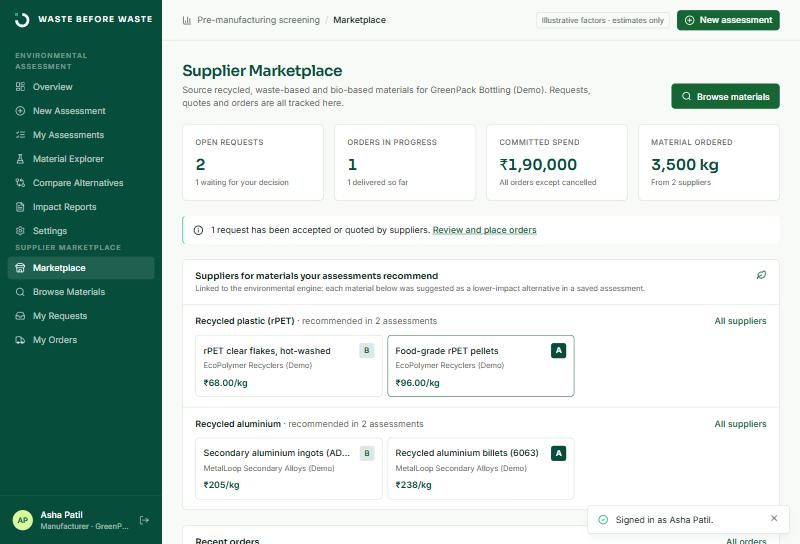 WASTE BEFORE WASTE
ENVIRONMENTAL
ASSESSMENT
Overview
New Assessment
My Assessments
Material Explorer
Compare Alternatives
Impact Reports
Settings
SUPPLIER MARKETPLACE
Marketplace
Browse Materials
My Requests
My Orders
AP
Asha Patil
Manufacturer · GreenP...
Pre-manufacturing screening / Marketplace
Illustrative factors · estimates only
New assessment
Supplier Marketplace
Source recycled, waste-based and bio-based materials for GreenPack Bottling (Demo). Requests,
quotes and orders are all tracked here.
Browse materials
OPEN REQUESTS
2
1 waiting for your decision
ORDERS IN PROGRESS
1
1 delivered so far
COMMITTED SPEND
₹1,90,000
All orders except cancelled
MATERIAL ORDERED
3,500 kg
From 2 suppliers
1 request has been accepted or quoted by suppliers. Review and place orders
Suppliers for materials your assessments recommend
Linked to the environmental engine: each material below was suggested as a lower-impact alternative in a saved assessment.
Recycled plastic (rPET) · recommended in 2 assessments
All suppliers
rPET clear flakes, hot-washed
B
EcoPolymer Recyclers (Demo)
₹68.00/kg
Food-grade rPET pellets
A
EcoPolymer Recyclers (Demo)
₹96.00/kg
Recycled aluminium · recommended in 2 assessments
All suppliers
Secondary aluminium ingots (AD...
B
MetalLoop Secondary Alloys (Demo)
₹205/kg
Recycled aluminium billets (6063)
A
MetalLoop Secondary Alloys (Demo)
₹238/kg
Recent orders
All orders
Signed in as Asha Patil.